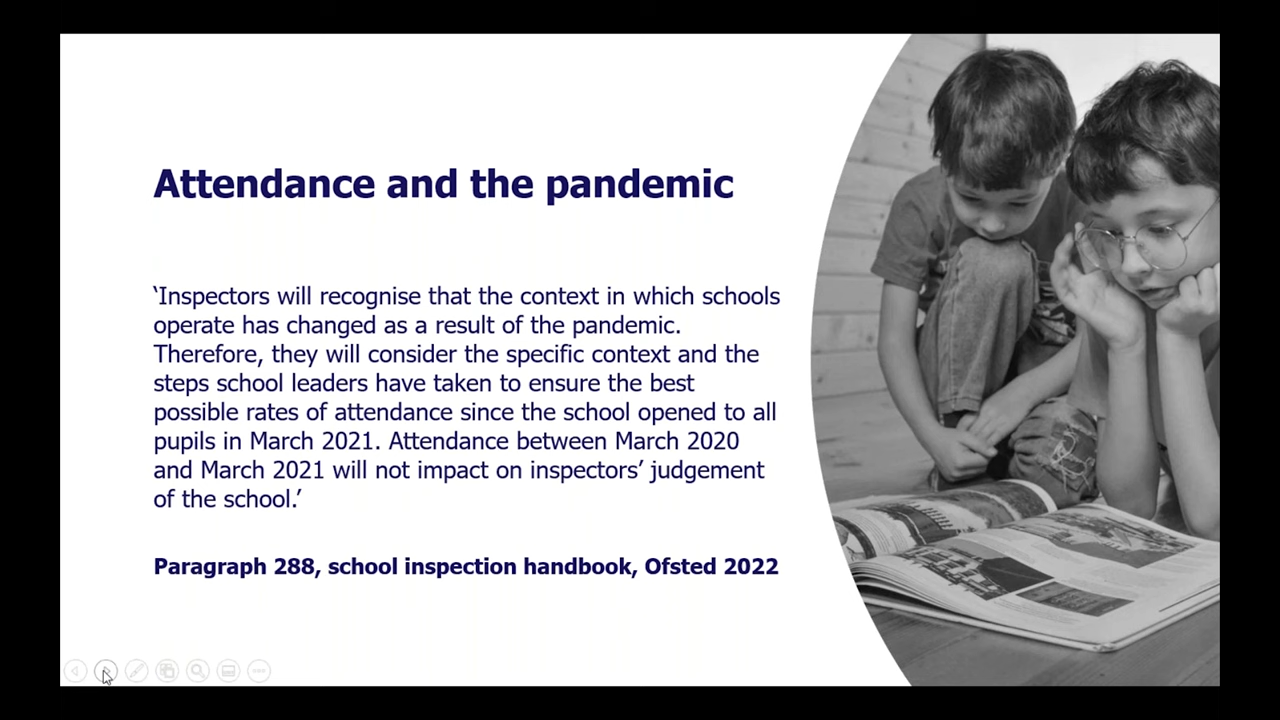 Attendance and the pandemic
‘Inspectors will recognise that the context in which schools
operate has changed as a result of the pandemic.
Therefore, they will consider the specific context and the
steps school leaders have taken to ensure the best
possible rates of attendance since the school opened to all
pupils in March 2021. Attendance between March 2020
and March 2021 will not impact on inspectors’ judgement
of the school.’
Paragraph 288, school inspection handbook, Ofsted 2022